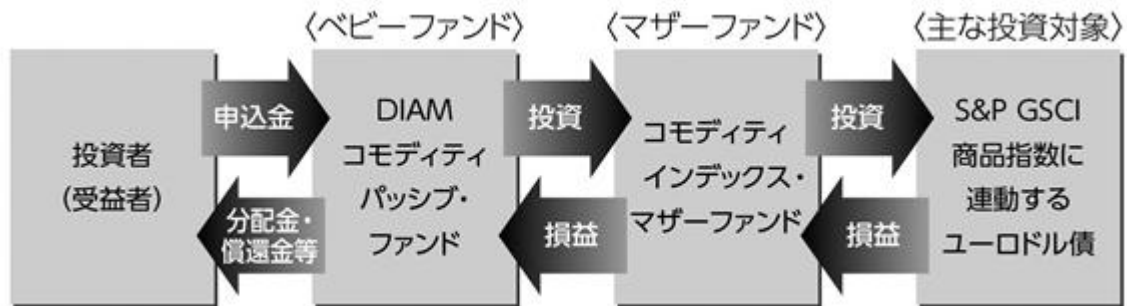 〈ベビーファンド〉
〈マザーファンド〉
〈主な投資対象〉
投資者
(受益者)
申込金
分配金・
償還金等
DIAM
コモディティ
パッシブ・
ファンド
投資
損益
コモディティ
インデックス・
マザーファンド
投資
損益
S&P GSCI
商品指数に
連動する
ユーロドル債